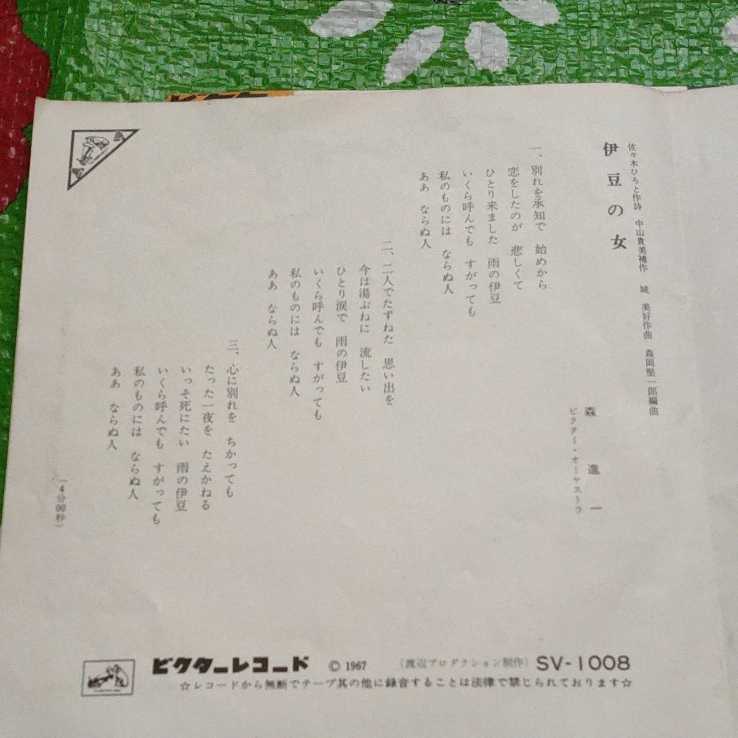 伊豆の女
佐々木ひろと作詩　中山貴美補作　城　美好作曲　森岡賢一郎編曲
森　進　一
ビクター・オーケストラ
一、別れを承知で　始めから
恋をしたのが　悲しくて
ひとり来ました　雨の伊豆
いくら呼んでも　すがっても
私のものには　ならぬ人
ああ　ならぬ人
二、二人でたずねた　思い出を
今は湯ぶねに　流したい
ひとり涙で　雨の伊豆
いくら呼んでも　すがっても
私のものには　ならぬ人
ああ　ならぬ人
三、心に別れを　ちかっても
たった一夜を　たえかねる
いっそ死にたい　雨の伊豆
いくら呼んでも　すがっても
私のものには　ならぬ人
ああ　ならぬ人
（4分00秒）
ビクターレコード　© 1967　（渡辺プロダクション制作）　SV-1008
☆レコードから無断でテープ其の他に録音することは法律で禁じられております☆